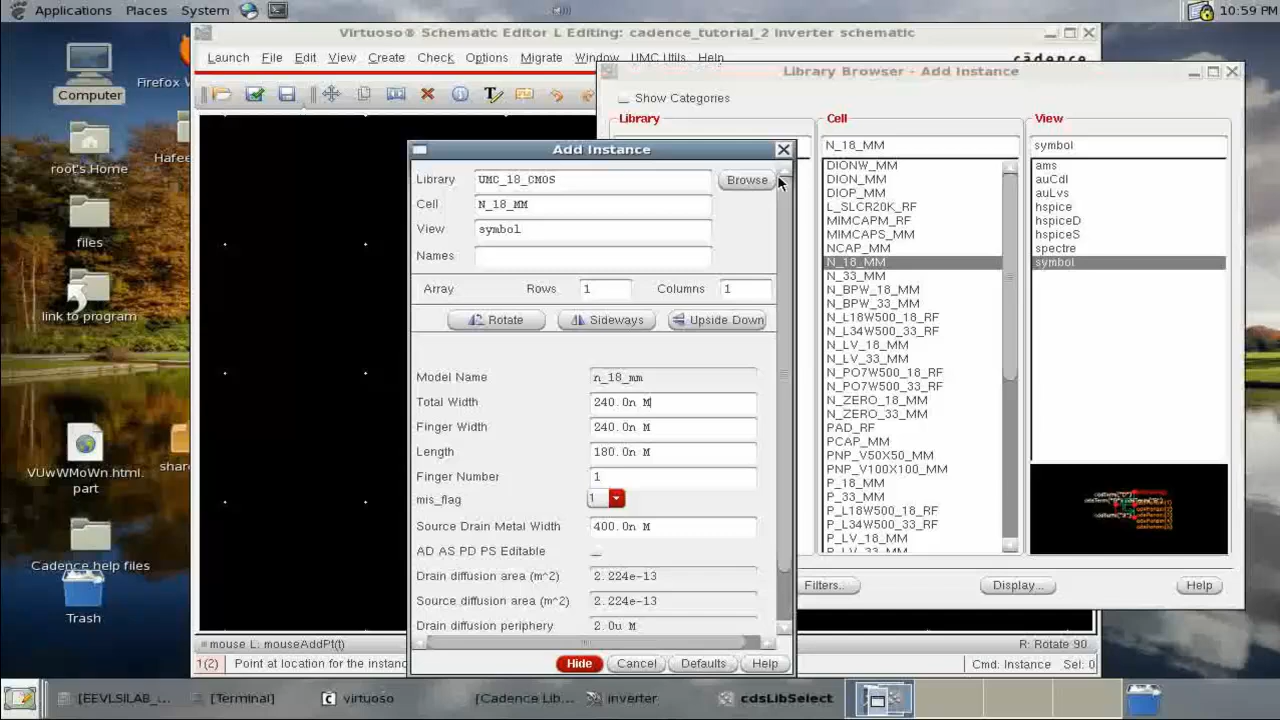 Applications Places System 10:59 PM
Virtuoso® Schematic Editor L Editing: cadence_tutorial_2 inverter schematic
Launch File Edit View Create Check Options Migrate Window UMC Utils Help
cādence
Library Browser - Add Instance
Show Categories
Library Cell View
N_18_MM symbol
DIONW_MM
DION_MM
DIOP_MM
L_SLCR20K_RF
MIMCAPM_RF
MIMCAPS_MM
NCAP_MM
N_18_MM
N_33_MM
N_BPW_18_MM
N_BPW_33_MM
N_L18W500_18_RF
N_L34W500_33_RF
N_LV_18_MM
N_LV_33_MM
N_PO7W500_18_RF
N_PO7W500_33_RF
N_ZERO_18_MM
N_ZERO_33_MM
PAD_RF
PCAP_MM
PNP_V50X50_MM
PNP_V100X100_MM
P_18_MM
P_33_MM
P_L18W500_18_RF
P_L34W500_33_RF
P_LV_18_MM
P_LV_33_MM
ams
auCdl
auLvs
hspice
hspiceD
hspiceS
spectre
symbol
Filters... Display... Help
Add Instance
Library UMC_18_CMOS Browse
Cell N_18_MM
View symbol
Names
Array Rows 1 Columns 1
Rotate Sideways Upside Down
Model Name n_18_mm
Total Width 240.0n M
Finger Width 240.0n M
Length 180.0n M
Finger Number 1
mis_flag 1
Source Drain Metal Width 400.0n M
AD AS PD PS Editable
Drain diffusion area (m^2) 2.224e-13
Source diffusion area (m^2) 2.224e-13
Drain diffusion periphery 2.0u M
Hide Cancel Defaults Help
mouse L: mouseAddPt(t) R: Rotate 90
1(2) Point at location for the instanc Cmd: Instance Sel: 0
Computer
Firefox
root's Home
Hafee
files
link to program
VUwWMoWn.html.
part
share
Cadence help files
Trash
[EEVLSILAB_... [Terminal] virtuoso [Cadence Lib... inverter cdsLibSelect